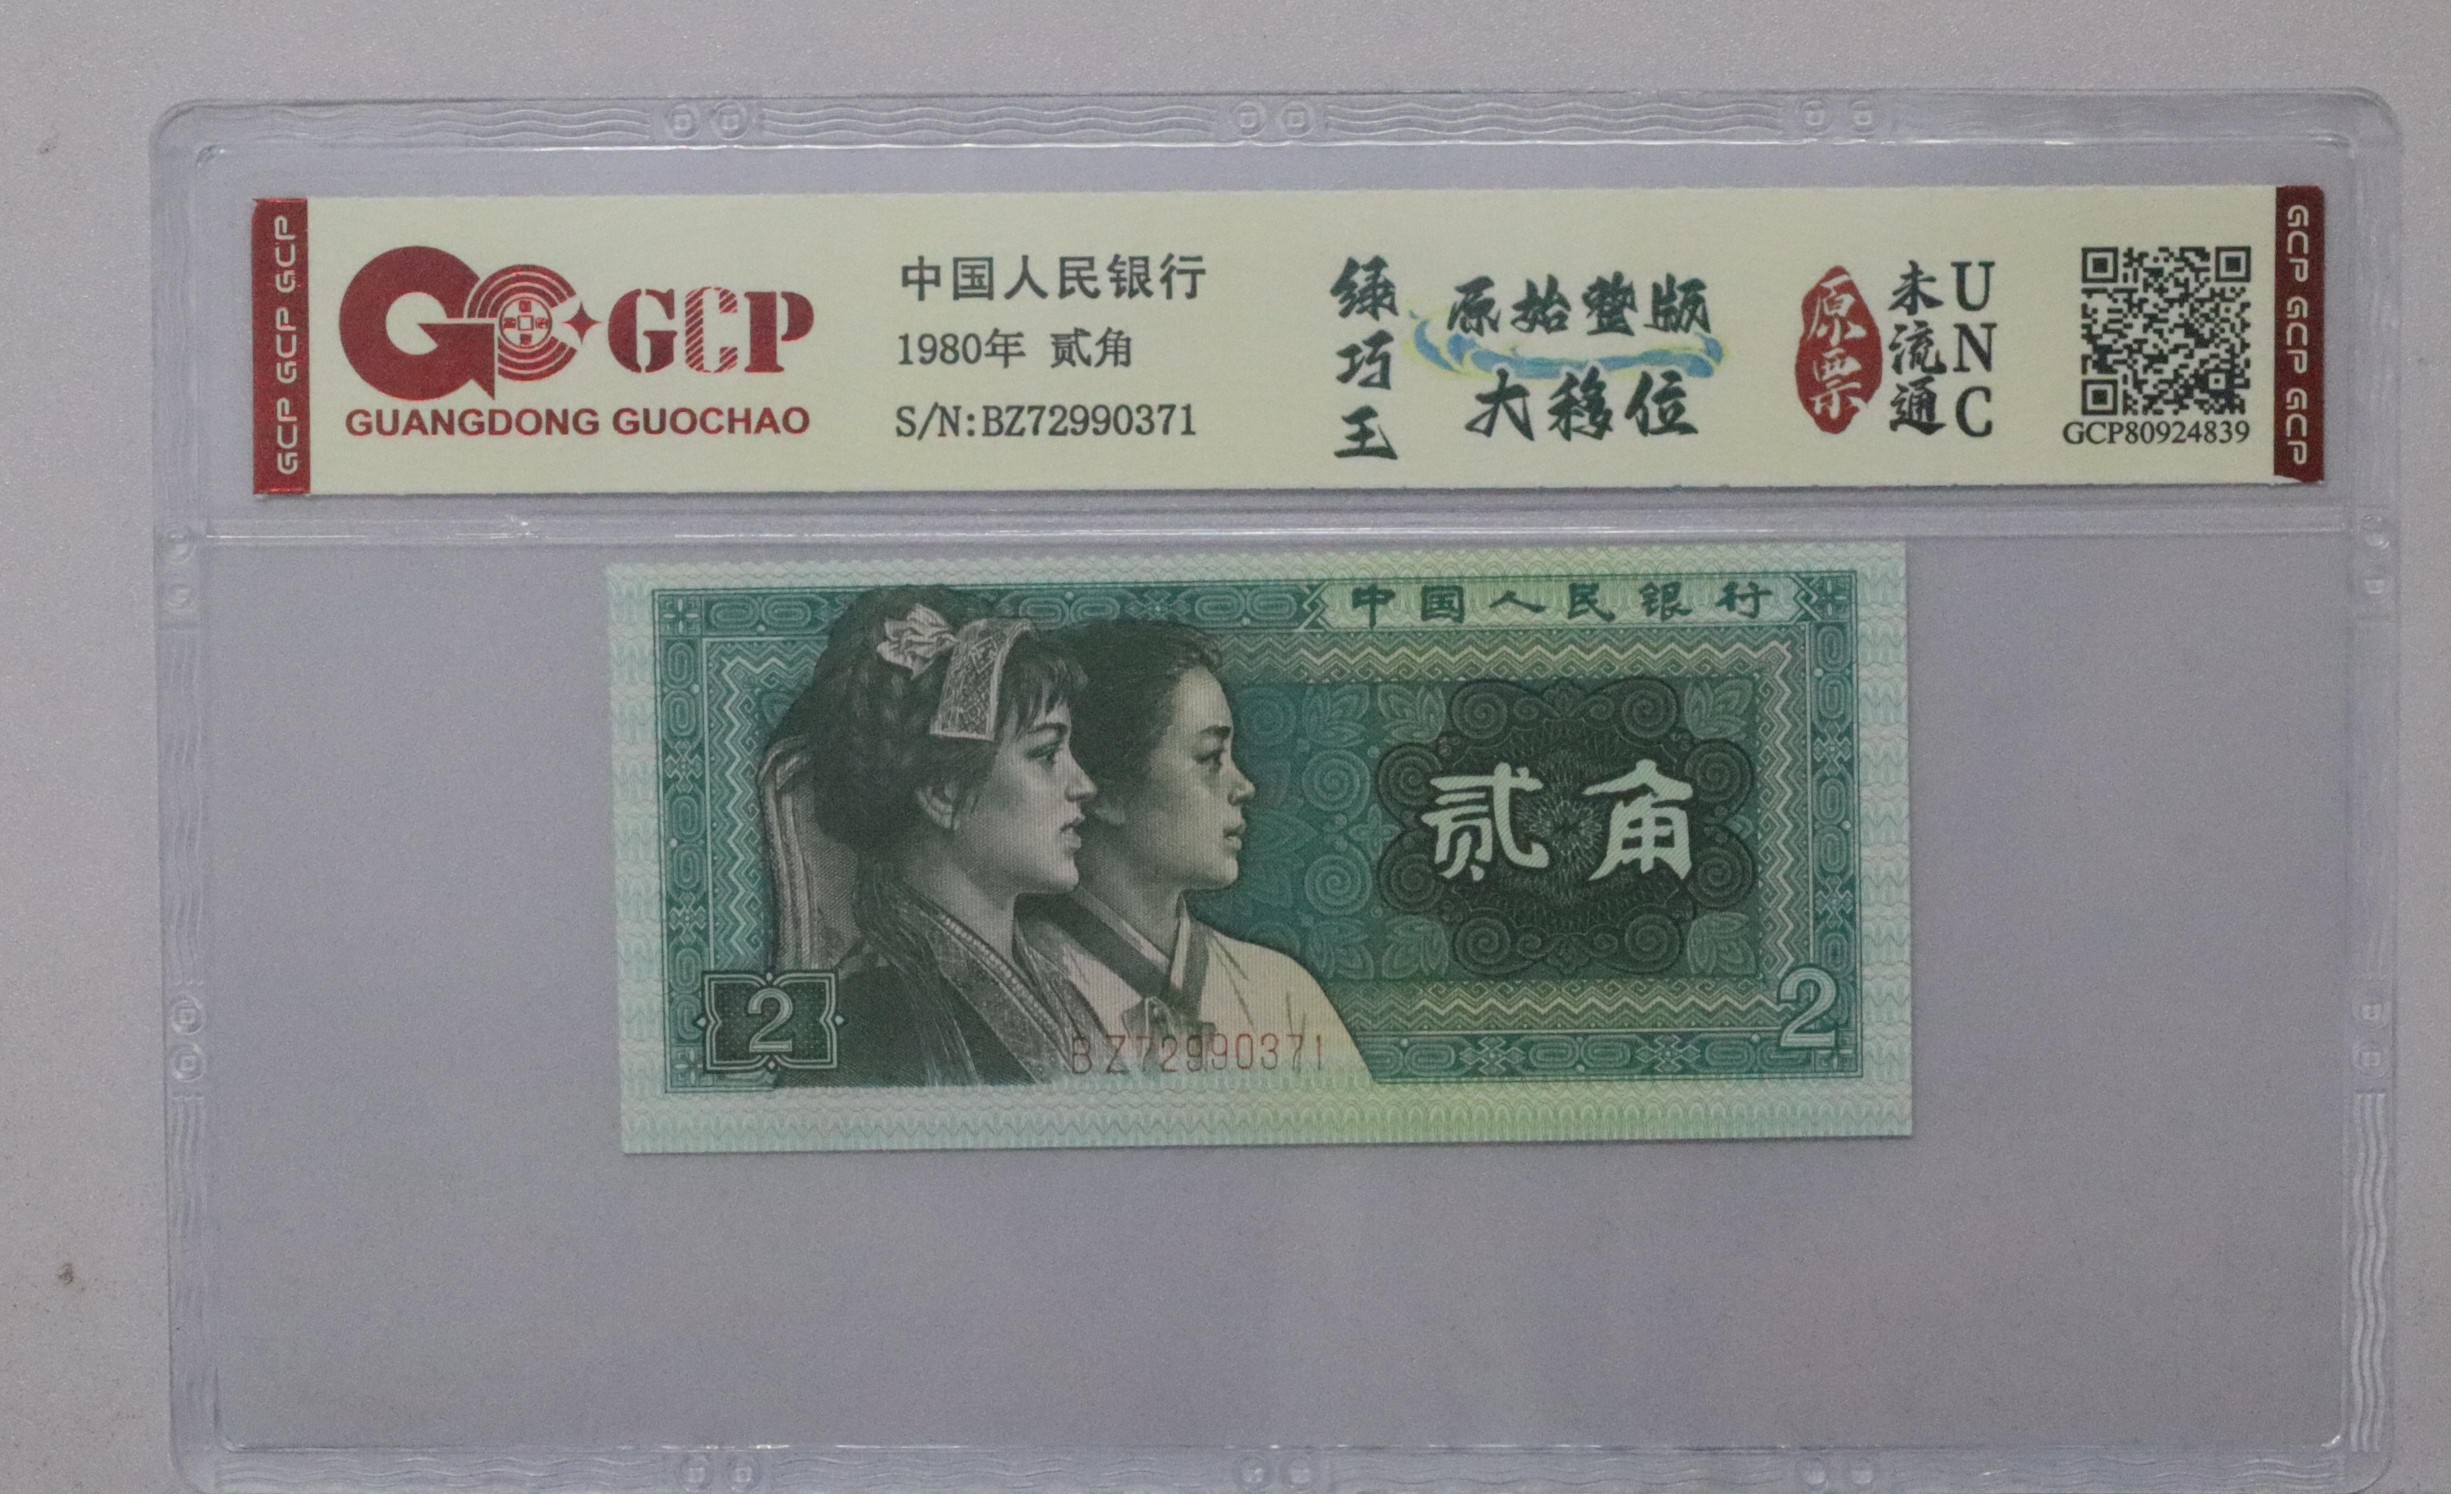 GCP GCP GCP
GCP
GUANGDONG GUOCHAO
中国人民银行
1980年 贰角
S/N:BZ72990371
绿巧王
原始整版
大移位
原票
未流通
UNC
GCP80924839
GCP GCP GCP
中国人民银行
贰角
2
BZ72990371
2